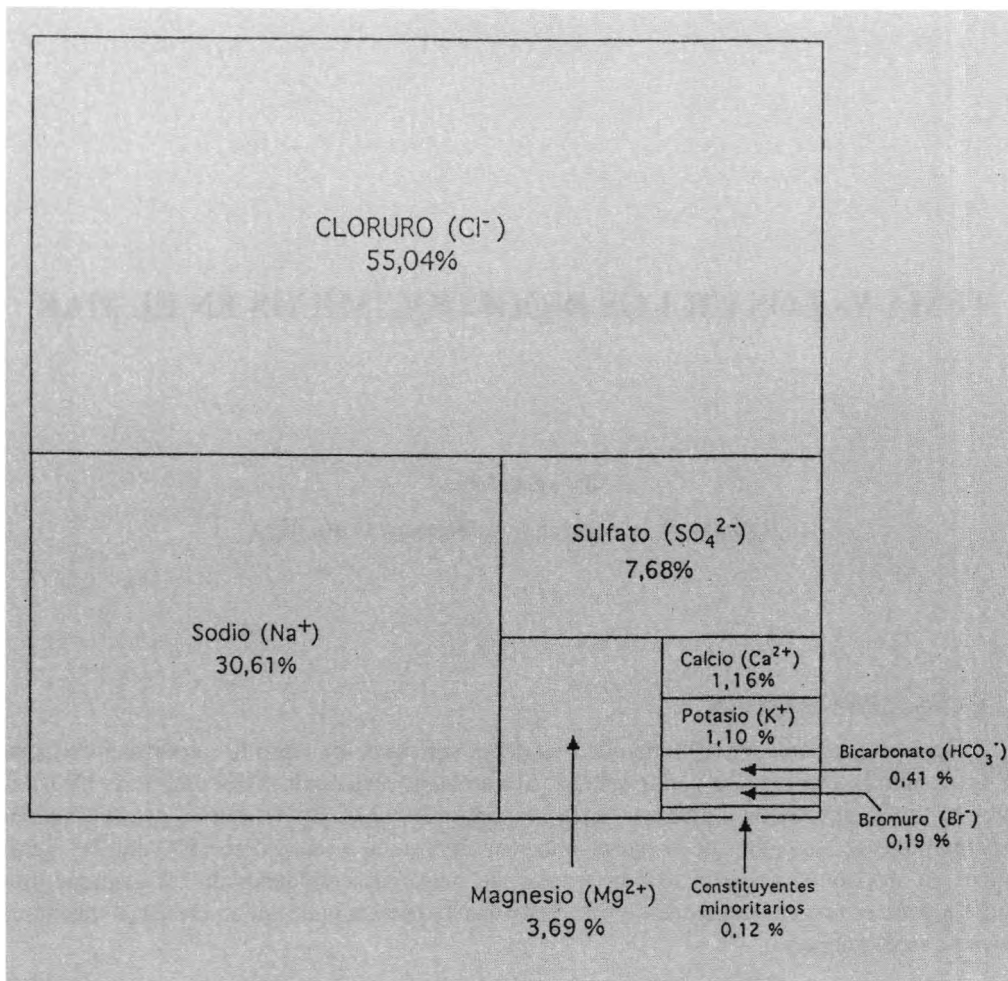 CLORURO (Cl⁻)
55,04%
Sulfato (SO₄²⁻)
7,68%
Sodio (Na⁺)
30,61%
Calcio (Ca²⁺)
1,16%
Potasio (K⁺)
1,10 %
Bicarbonato (HCO₃⁻)
0,41 %
Bromuro (Br⁻)
0,19 %
Magnesio (Mg²⁺)
3,69 %
Constituyentes
minoritarios
0,12 %